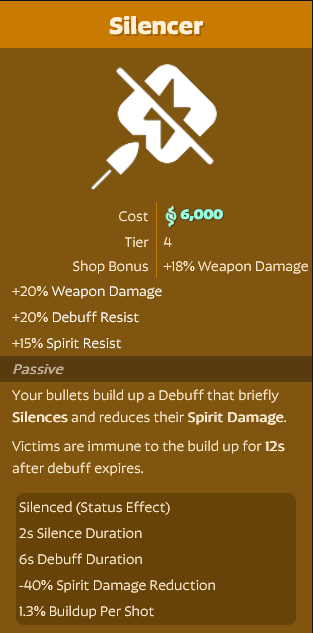 Silencer
Cost 6,000
Tier 4
Shop Bonus +18% Weapon Damage
+20% Weapon Damage
+20% Debuff Resist
+15% Spirit Resist
Passive
Your bullets build up a Debuff that briefly
Silences and reduces their Spirit Damage.
Victims are immune to the build up for 12s
after debuff expires.
Silenced (Status Effect)
2s Silence Duration
6s Debuff Duration
-40% Spirit Damage Reduction
1.3% Buildup Per Shot